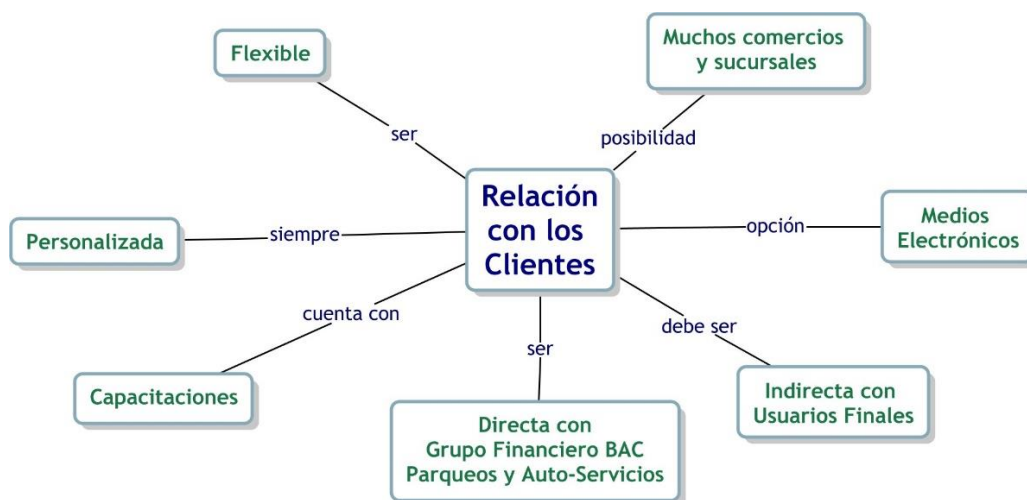 Flexible
Muchos comercios
y sucursales
ser
posibilidad
Relación
con los
Clientes
Personalizada
siempre
opción
Medios
Electrónicos
cuenta con
ser
debe ser
Capacitaciones
Directa con
Grupo Financiero BAC
Parqueos y Auto-Servicios
Indirecta con
Usuarios Finales